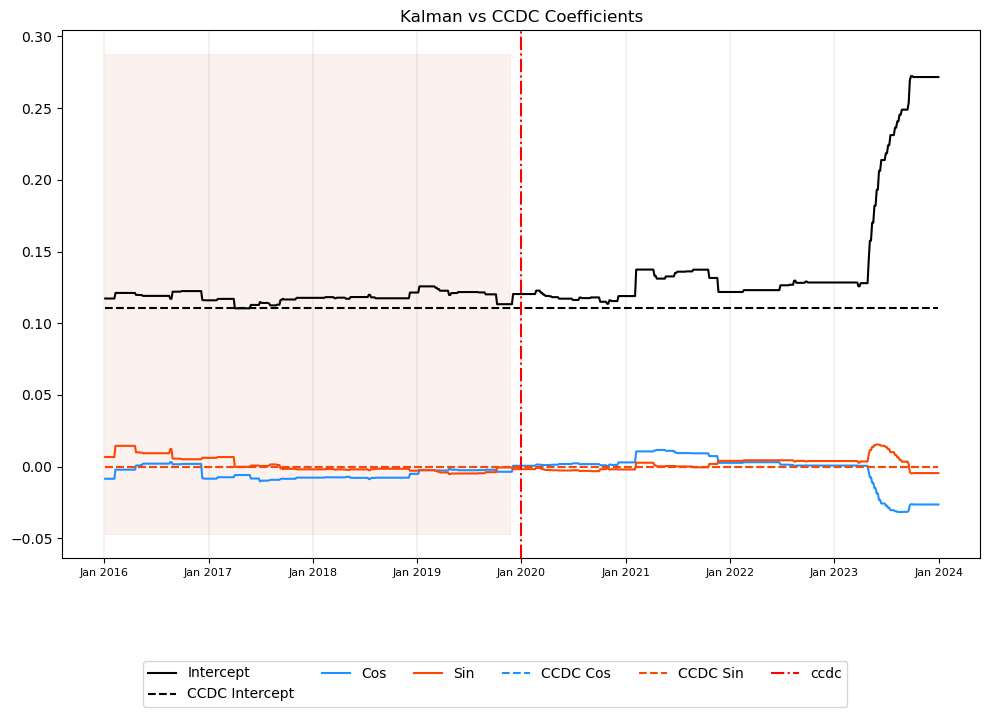 Kalman vs CCDC Coefficients
0.30
0.25
0.20
0.15
0.10
0.05
0.00
−0.05
Jan 2016 Jan 2017 Jan 2018 Jan 2019 Jan 2020 Jan 2021 Jan 2022 Jan 2023 Jan 2024
Intercept Cos Sin CCDC Cos CCDC Sin ccdc
CCDC Intercept